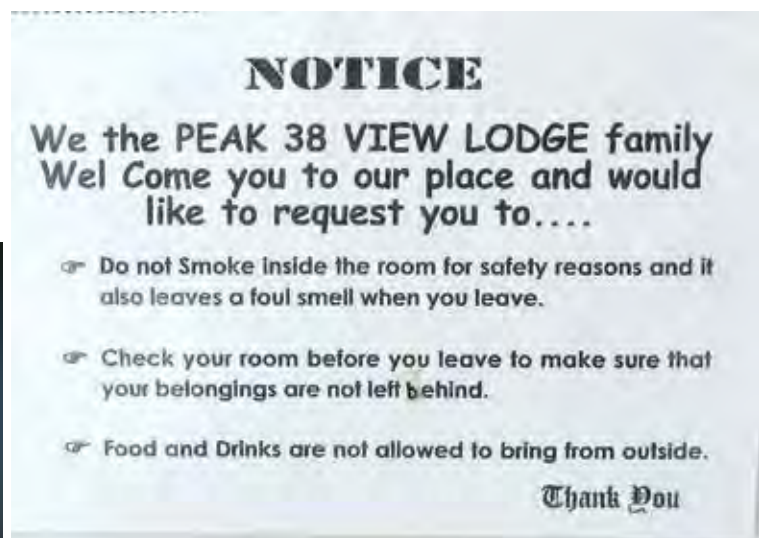 NOTICE
We the PEAK 38 VIEW LODGE family
Wel Come you to our place and would
like to request you to....
☞ Do not Smoke inside the room for safety reasons and it
also leaves a foul smell when you leave.
☞ Check your room before you leave to make sure that
your belongings are not left behind.
☞ Food and Drinks are not allowed to bring from outside.
Thank You